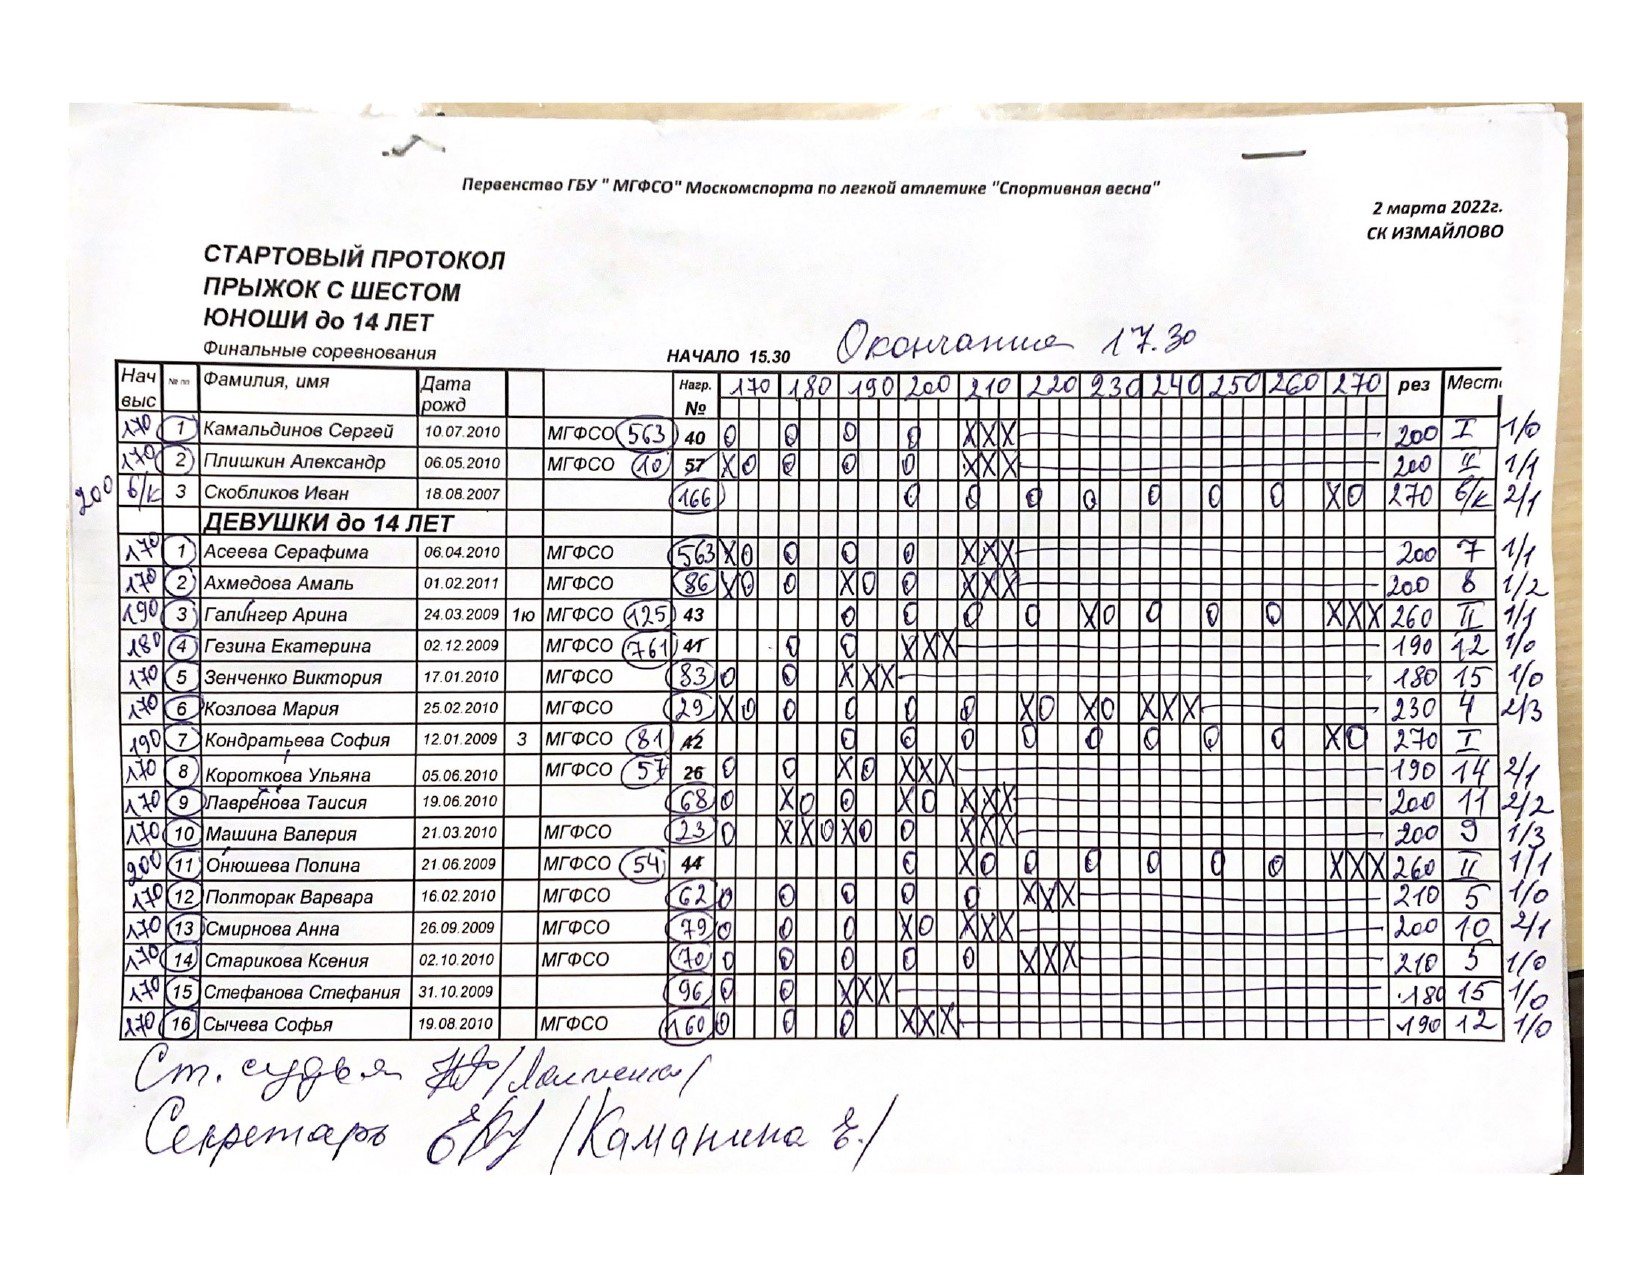 Первенство ГБУ " МГФСО" Москомспорта по легкой атлетике "Спортивная весна"
2 марта 2022г.
СК ИЗМАЙЛОВО
СТАРТОВЫЙ ПРОТОКОЛ
ПРЫЖОК С ШЕСТОМ
ЮНОШИ до 14 ЛЕТ
Финальные соревнования НАЧАЛО 15.30 Окончание 17.30
Нач выс № пп Фамилия, имя Дата рожд Нагр. № 170 180 190 200 210 220 230 240 250 260 270 рез Мест
170 1 Камальдинов Сергей 10.07.2010 МГФСО 563 40 O O O O XXX 200 I 1/0
170 2 Плишкин Александр 06.05.2010 МГФСО 10 57 XO O O O XXX 200 II 1/1
200 б/к 3 Скобликов Иван 18.08.2007 166 O O O O O O O XO 270 б/к 2/1
ДЕВУШКИ до 14 ЛЕТ
170 1 Асеева Серафима 06.04.2010 МГФСО 563 XO O O O XXX 200 7 1/1
170 2 Ахмедова Амаль 01.02.2011 МГФСО 86 XO O XO O XXX 200 8 1/2
190 3 Галингер Арина 24.03.2009 1ю МГФСО 125 43 O O O O XO O O O XXX 260 II 1/1
180 4 Гезина Екатерина 02.12.2009 МГФСО 761 41 O O XXX 190 12 1/0
170 5 Зенченко Виктория 17.01.2010 МГФСО 83 O O XXX 180 15 1/0
170 6 Козлова Мария 25.02.2010 МГФСО 29 XO O O O O XO XO XXX 230 4 2/3
190 7 Кондратьева София 12.01.2009 3 МГФСО 81 42 O O O O O O O O XO 270 I
170 8 Короткова Ульяна 05.06.2010 МГФСО 57 26 O O XO XXX 190 14 2/1
170 9 Лавренова Таисия 19.06.2010 68 O XO O XO XXX 200 11 2/2
170 10 Машина Валерия 21.03.2010 МГФСО 23 O XXO XO O XXX 200 9 1/3
200 11 Онюшева Полина 21.06.2009 МГФСО 54 44 O XO O O O O O XXX 260 II 1/1
170 12 Полторак Варвара 16.02.2010 МГФСО 62 O O O O O XXX 210 5 1/0
170 13 Смирнова Анна 26.09.2009 МГФСО 79 O O O XO XXX 200 10 2/1
170 14 Старикова Ксения 02.10.2010 МГФСО 70 O O O O O XXX 210 5 1/0
170 15 Стефанова Стефания 31.10.2009 96 O O XXX 180 15 1/0
170 16 Сычева Софья 19.08.2010 МГФСО 160 O O O XXX 190 12 1/0
Ст. судья
Секретарь /Каманина Е./